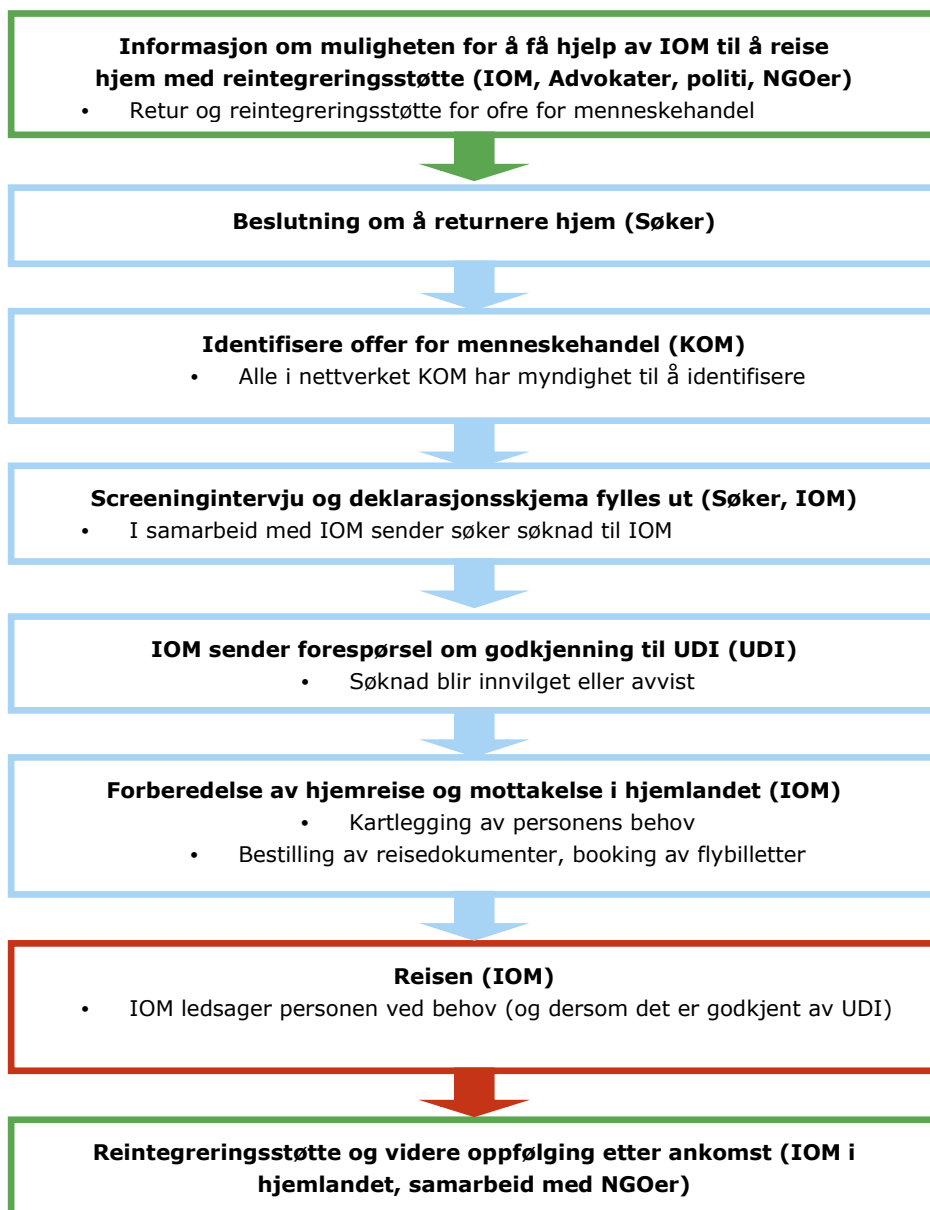 Informasjon om muligheten for å få hjelp av IOM til å reise
hjem med reintegreringsstøtte (IOM, Advokater, politi, NGOer)
• Retur og reintegreringsstøtte for ofre for menneskehandel
Beslutning om å returnere hjem (Søker)
Identifisere offer for menneskehandel (KOM)
• Alle i nettverket KOM har myndighet til å identifisere
Screeningintervju og deklarasjonsskjema fylles ut (Søker, IOM)
• I samarbeid med IOM sender søker søknad til IOM
IOM sender forespørsel om godkjenning til UDI (UDI)
• Søknad blir innvilget eller avvist
Forberedelse av hjemreise og mottakelse i hjemlandet (IOM)
• Kartlegging av personens behov
• Bestilling av reisedokumenter, booking av flybilletter
Reisen (IOM)
• IOM ledsager personen ved behov (og dersom det er godkjent av UDI)
Reintegreringsstøtte og videre oppfølging etter ankomst (IOM i
hjemlandet, samarbeid med NGOer)